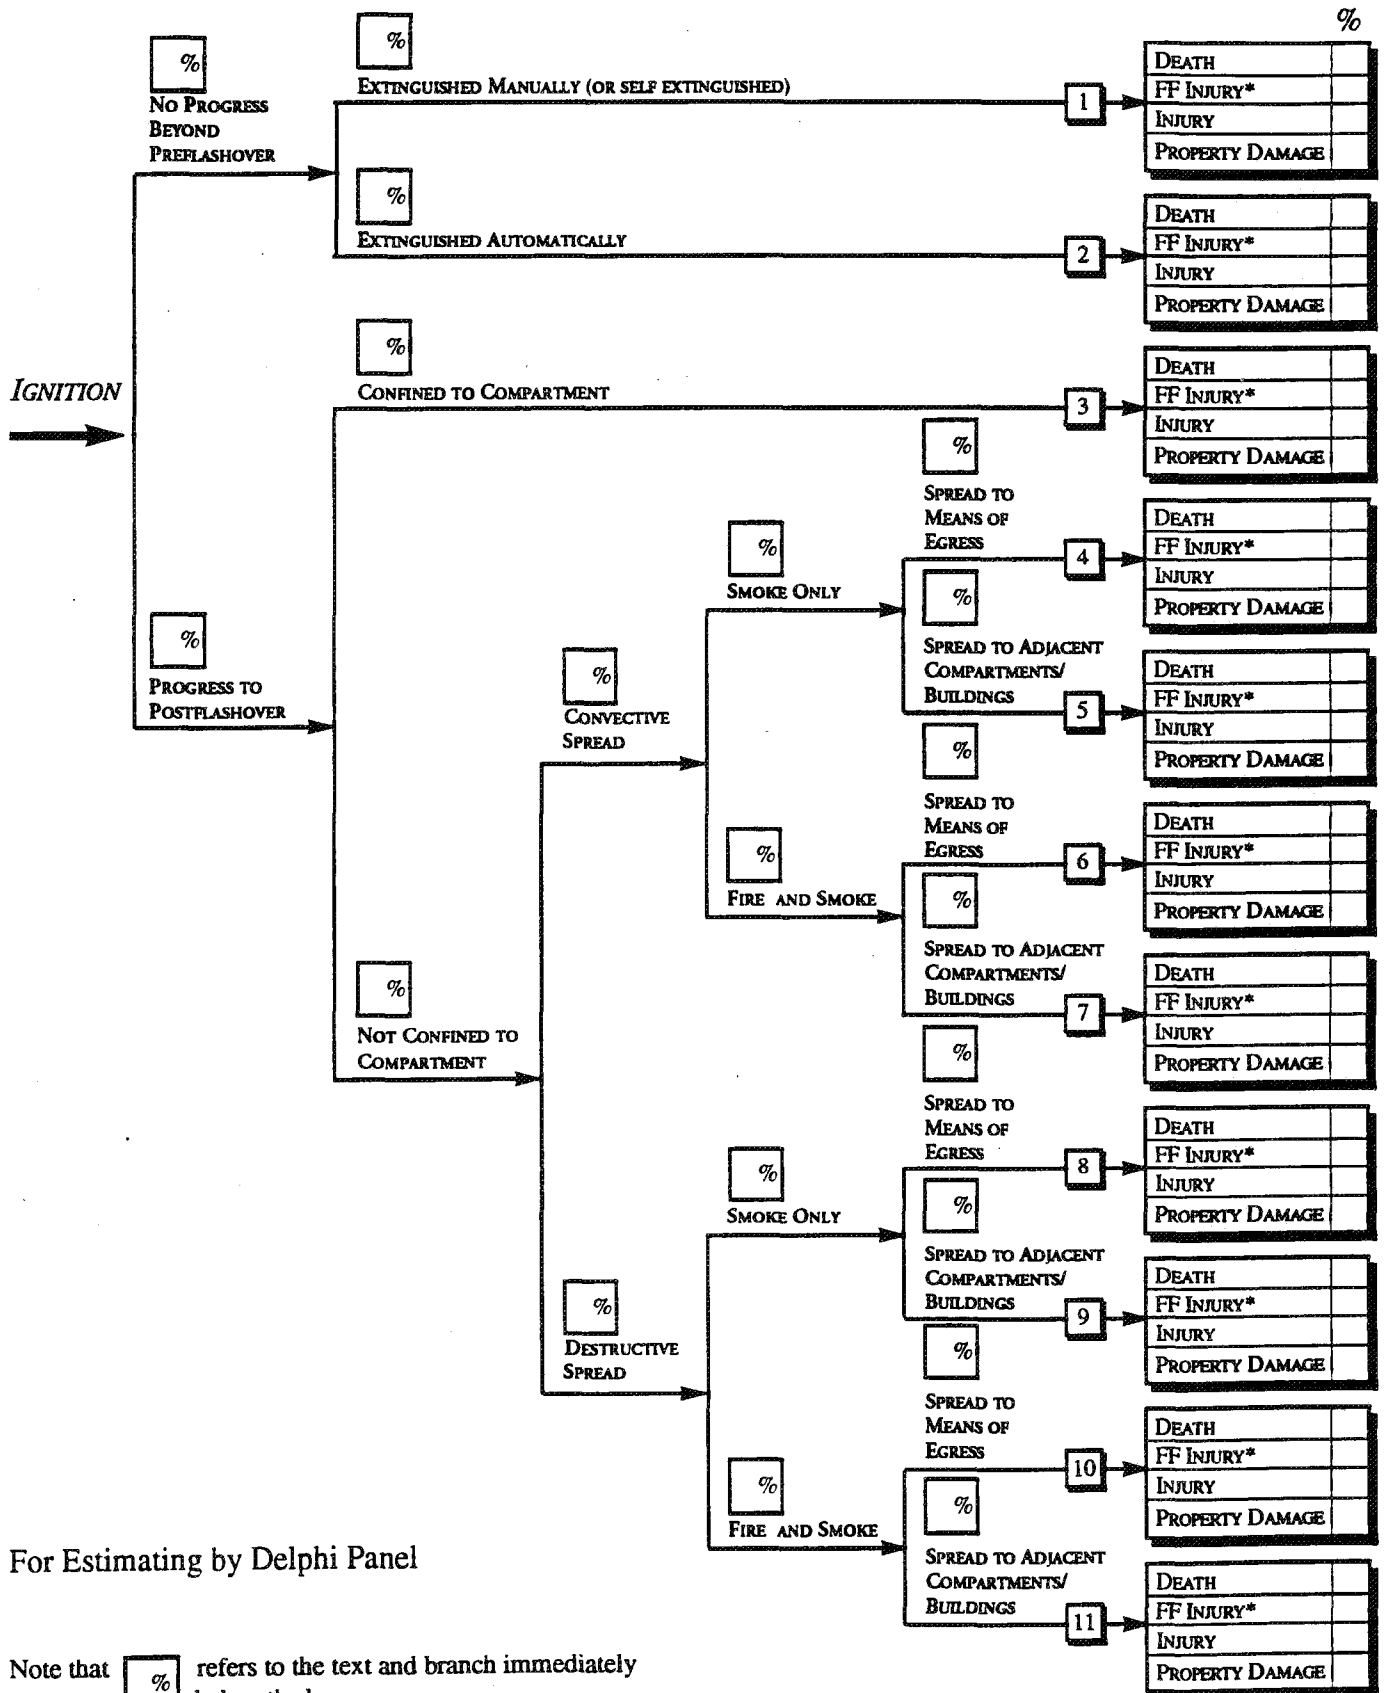 %
%
%
NO PROGRESS
BEYOND
PREFLASHOVER
EXTINGUISHED MANUALLY (OR SELF EXTINGUISHED)
1
DEATH
FF INJURY*
INJURY
PROPERTY DAMAGE
%
EXTINGUISHED AUTOMATICALLY
2
DEATH
FF INJURY*
INJURY
PROPERTY DAMAGE
IGNITION
%
CONFINED TO COMPARTMENT
3
DEATH
FF INJURY*
INJURY
PROPERTY DAMAGE
%
PROGRESS TO
POSTFLASHOVER
%
NOT CONFINED TO
COMPARTMENT
%
CONVECTIVE
SPREAD
%
SMOKE ONLY
%
SPREAD TO
MEANS OF
EGRESS
4
DEATH
FF INJURY*
INJURY
PROPERTY DAMAGE
%
SPREAD TO ADJACENT
COMPARTMENTS/
BUILDINGS
5
DEATH
FF INJURY*
INJURY
PROPERTY DAMAGE
%
FIRE AND SMOKE
%
SPREAD TO
MEANS OF
EGRESS
6
DEATH
FF INJURY*
INJURY
PROPERTY DAMAGE
%
SPREAD TO ADJACENT
COMPARTMENTS/
BUILDINGS
7
DEATH
FF INJURY*
INJURY
PROPERTY DAMAGE
%
DESTRUCTIVE
SPREAD
%
SMOKE ONLY
%
SPREAD TO
MEANS OF
EGRESS
8
DEATH
FF INJURY*
INJURY
PROPERTY DAMAGE
%
SPREAD TO ADJACENT
COMPARTMENTS/
BUILDINGS
9
DEATH
FF INJURY*
INJURY
PROPERTY DAMAGE
%
FIRE AND SMOKE
%
SPREAD TO
MEANS OF
EGRESS
10
DEATH
FF INJURY*
INJURY
PROPERTY DAMAGE
%
SPREAD TO ADJACENT
COMPARTMENTS/
BUILDINGS
11
DEATH
FF INJURY*
INJURY
PROPERTY DAMAGE
For Estimating by Delphi Panel
Note that % refers to the text and branch immediately